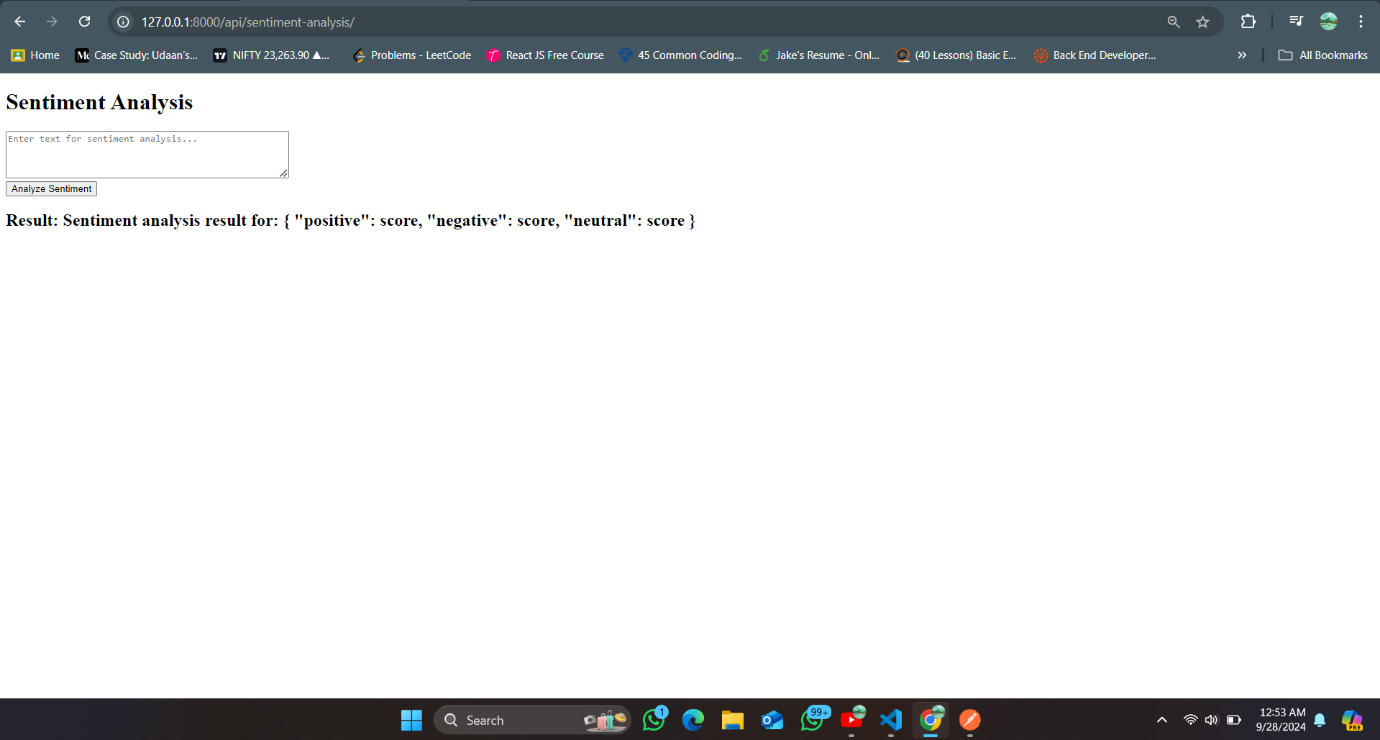 127.0.0.1:8000/api/sentiment-analysis/
Home Mc Case Study: Udaan's... NIFTY 23,263.90 ▲... Problems - LeetCode React JS Free Course 45 Common Coding... Jake's Resume - Onl... (40 Lessons) Basic E... Back End Developer... » All Bookmarks
Sentiment Analysis
Enter text for sentiment analysis...
Analyze Sentiment
Result: Sentiment analysis result for: { "positive": score, "negative": score, "neutral": score }
Search 1 99+ 12:53 AM
9/28/2024
PRE